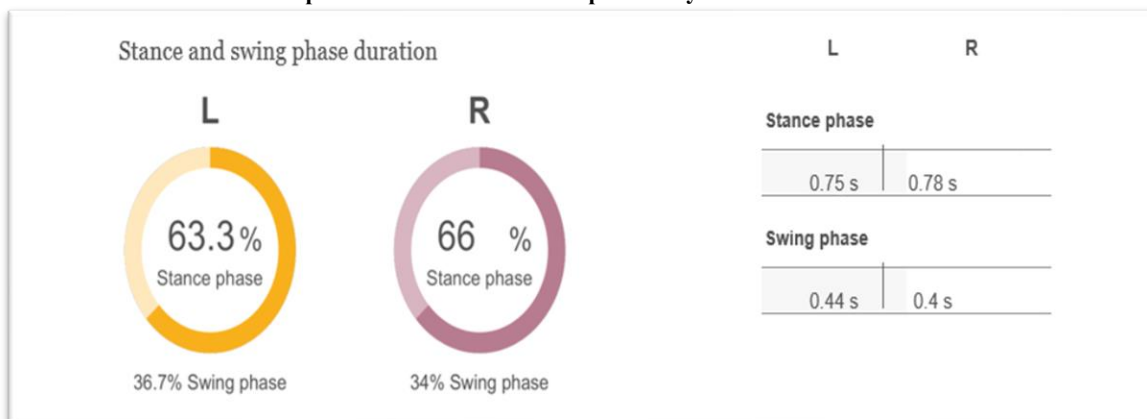 Stance and swing phase duration
L R
63.3%
Stance phase
36.7% Swing phase
66 %
Stance phase
34% Swing phase
L R
Stance phase
0.75 s 0.78 s
Swing phase
0.44 s 0.4 s